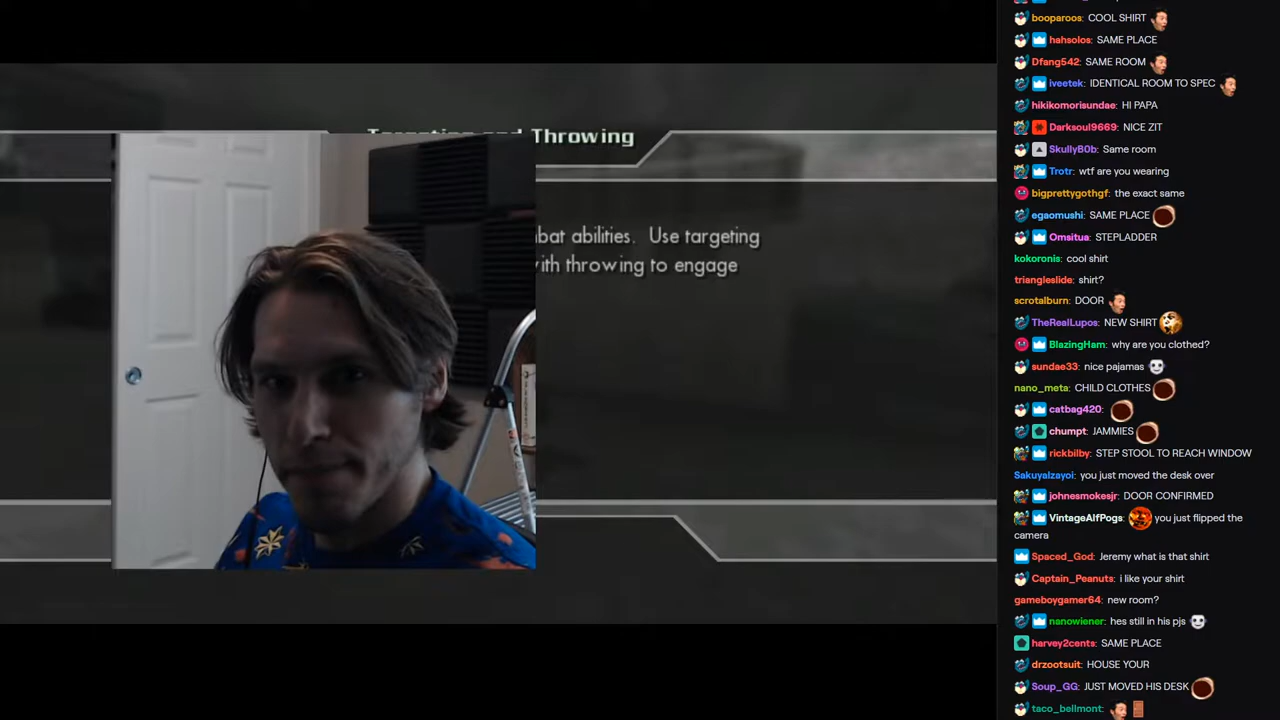 Targeting and Throwing
bat abilities. Use targeting
with throwing to engage
booparoos: COOL SHIRT
hahsolos: SAME PLACE
Dfang542: SAME ROOM
iveetek: IDENTICAL ROOM TO SPEC
hikikomorisundae: HI PAPA
Darksoul9669: NICE ZIT
SkullyB0b: Same room
Trotr: wtf are you wearing
bigprettygothgf: the exact same
egaomushi: SAME PLACE
Omsitua: STEPLADDER
kokoronis: cool shirt
triangleslide: shirt?
scrotalburn: DOOR
TheRealLupos: NEW SHIRT
BlazingHam: why are you clothed?
sundae33: nice pajamas
nano_meta: CHILD CLOTHES
catbag420:
chumpt: JAMMIES
rickbilby: STEP STOOL TO REACH WINDOW
SakuyaIzayoi: you just moved the desk over
johnesmokesjr: DOOR CONFIRMED
VintageAlfPogs: you just flipped the
camera
Spaced_God: Jeremy what is that shirt
Captain_Peanuts: i like your shirt
gameboygamer64: new room?
nanowiener: hes still in his pjs
harvey2cents: SAME PLACE
drzootsuit: HOUSE YOUR
Soup_GG: JUST MOVED HIS DESK
taco_bellmont: